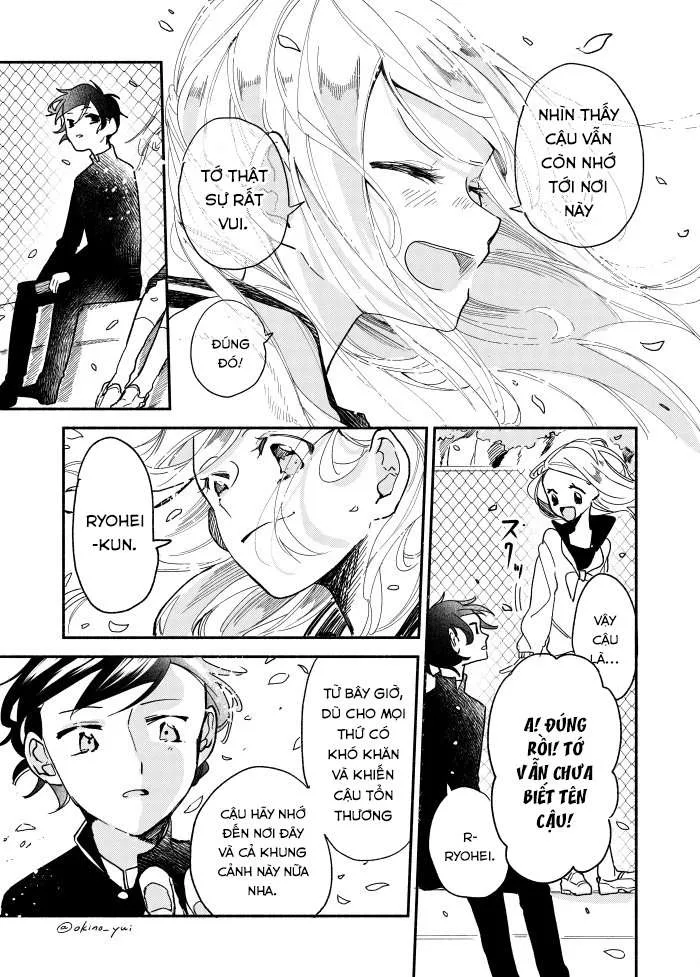 NHÌN THẤY
CẬU VẪN
CÒN NHỚ
TỚI NƠI
NÀY
TỚ THẬT
SỰ RẤT
VUI.
ĐÚNG
ĐÓ!
スクッ
VẬY
CẬU
LÀ...
A! ĐÚNG
RỒI! TỚ
VẪN CHƯA
BIẾT TÊN
CẬU!
R-
RYOHEI.
RYOHEI
-KUN.
TỪ BÂY GIỜ,
DÙ CHO MỌI
THỨ CÓ
KHÓ KHĂN
VÀ KHIẾN
CẬU TỔN
THƯƠNG
CẬU HÃY NHỚ
ĐẾN NƠI ĐÂY
VÀ CẢ KHUNG
CẢNH NÀY NỮA
NHA.
@okino_yui